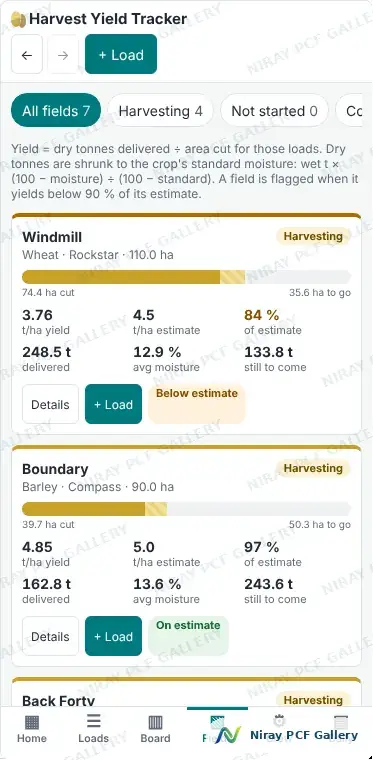 Harvest Yield Tracker
← → + Load
All fields 7 Harvesting 4 Not started 0 Co
Yield = dry tonnes delivered ÷ area cut for those loads. Dry
tonnes are shrunk to the crop's standard moisture: wet t ×
(100 − moisture) ÷ (100 − standard). A field is flagged when it
yields below 90 % of its estimate.
Windmill Harvesting
Wheat · Rockstar · 110.0 ha
74.4 ha cut 35.6 ha to go
3.76 4.5 84 %
t/ha yield t/ha estimate of estimate
248.5 t 12.9 % 133.8 t
delivered avg moisture still to come
Details + Load Below estimate
Boundary Harvesting
Barley · Compass · 90.0 ha
39.7 ha cut 50.3 ha to go
4.85 5.0 97 %
t/ha yield t/ha estimate of estimate
162.8 t 13.6 % 243.6 t
delivered avg moisture still to come
Details + Load On estimate
Back Forty Harvesting
Home Loads Board
Niray PCF Gallery
NIRAY PCF GALLERY